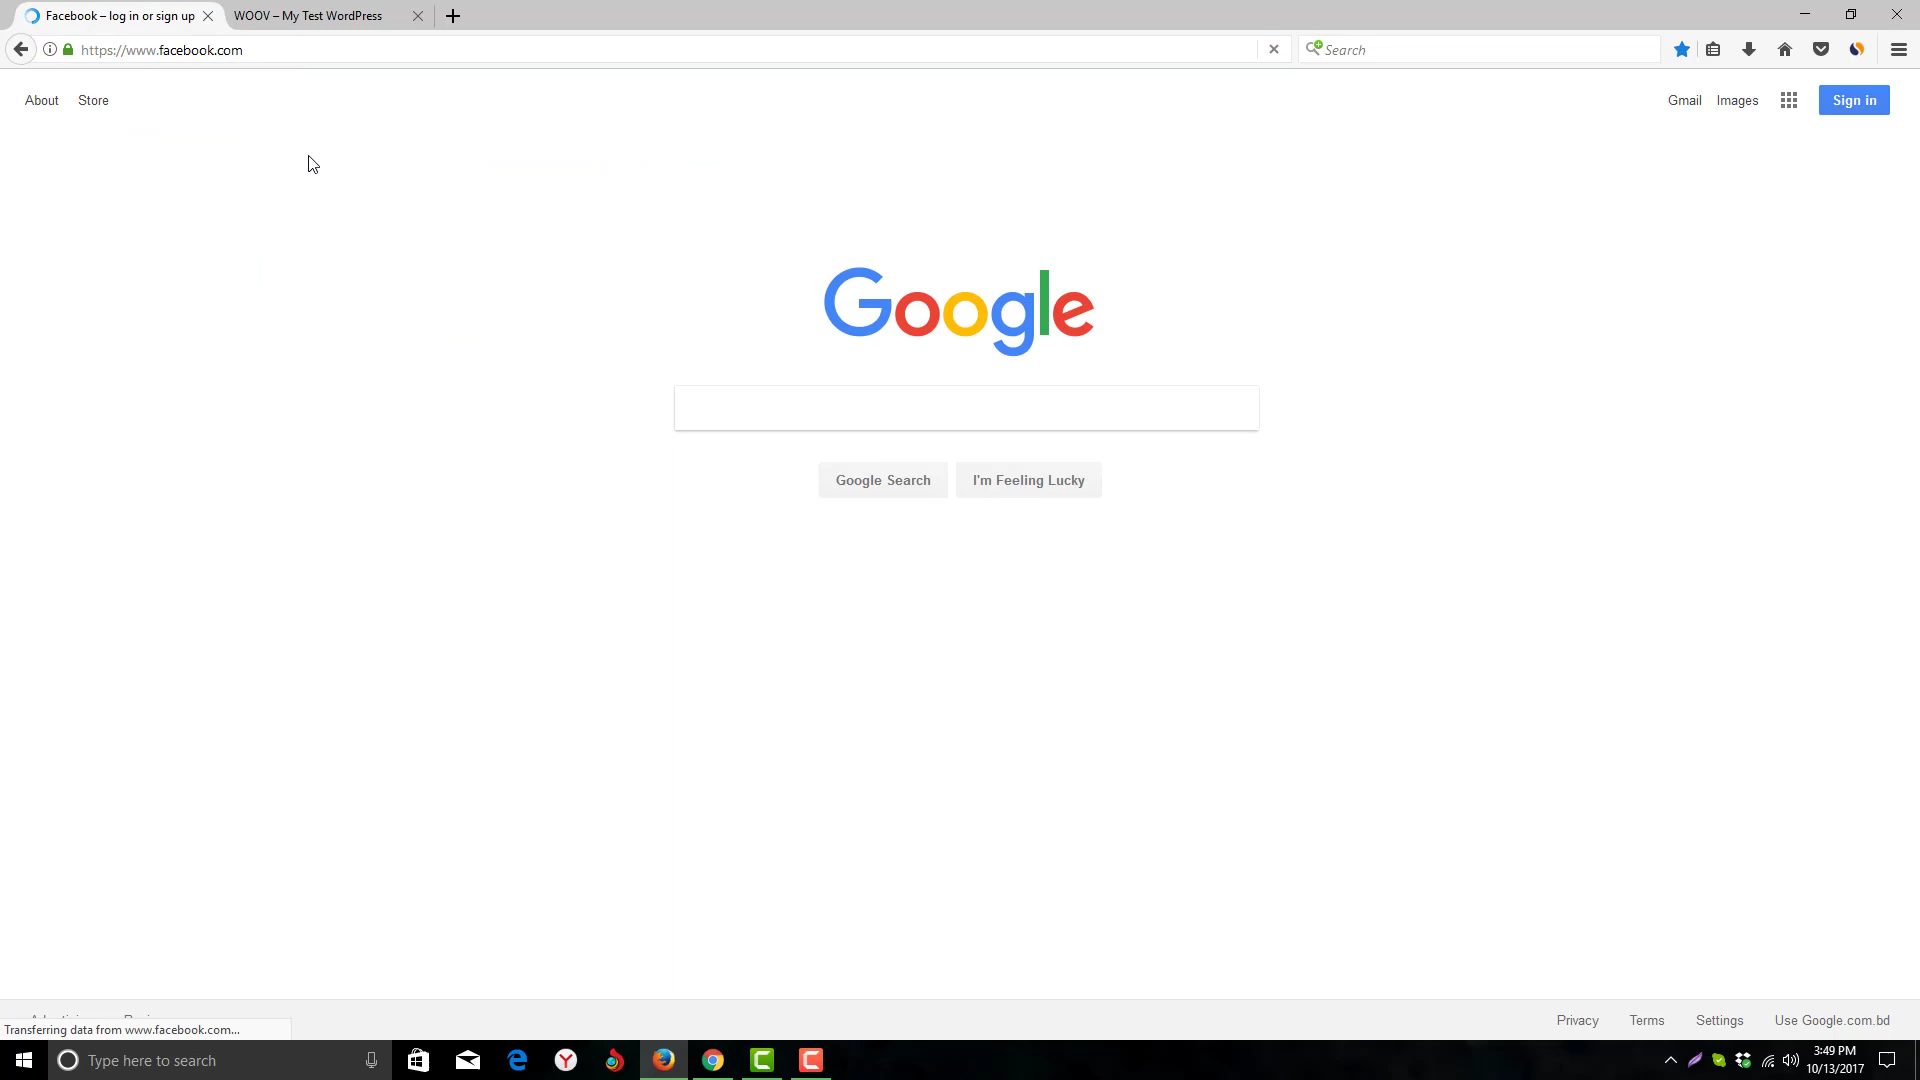 Facebook – log in or sign up
WOOV – My Test WordPress
https://www.facebook.com
Search
About
Store
Gmail
Images
Sign in
Google
Google Search
I'm Feeling Lucky
Privacy
Terms
Settings
Use Google.com.bd
Transferring data from www.facebook.com...
Type here to search
3:49 PM
10/13/2017